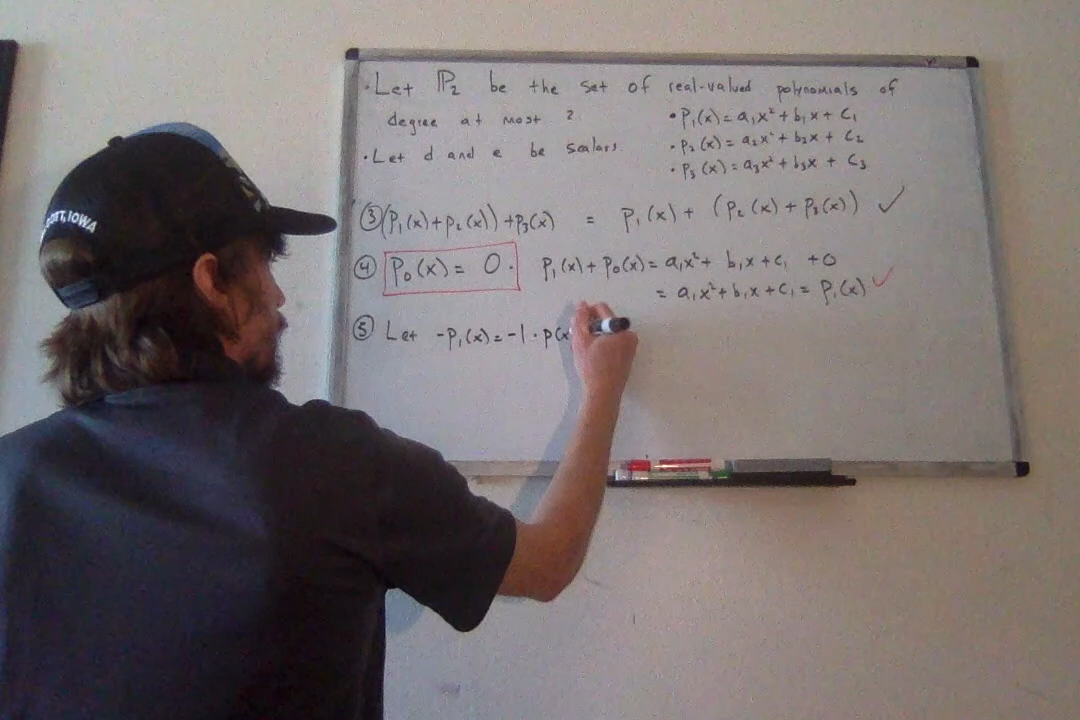 • Let ℙ₂ be the set of real-valued polynomials of
degree at most 2
• Let d and e be scalars
• P₁(x) = a₁x² + b₁x + C₁
• P₂(x) = a₂x² + b₂x + C₂
• P₃(x) = a₃x² + b₃x + C₃
③ (P₁(x)+P₂(x)) + P₃(x) = P₁(x) + (P₂(x) + P₃(x)) ✓
④ P₀(x) = 0. P₁(x) + P₀(x) = a₁x² + b₁x + C₁ + 0
= a₁x² + b₁x + C₁ = P₁(x) ✓
⑤ Let -P₁(x) = -1 · P(x
IOWA